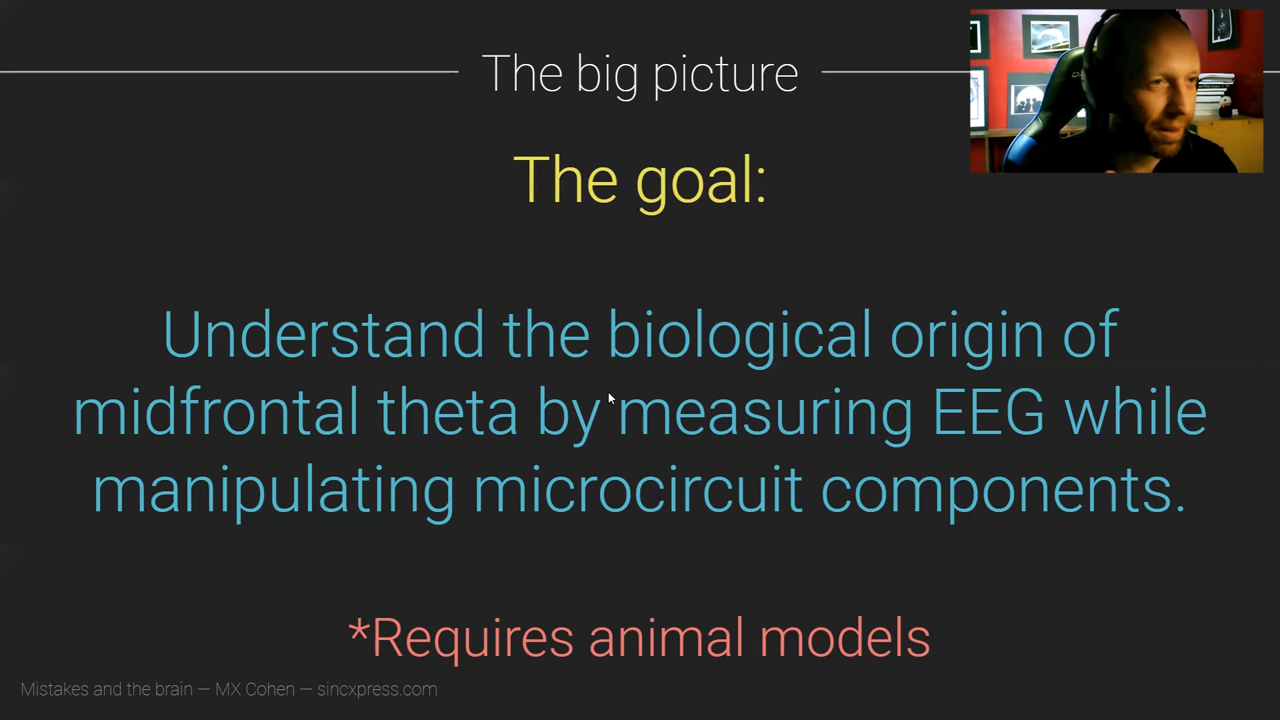 The big picture
The goal:
Understand the biological origin of
midfrontal theta by measuring EEG while
manipulating microcircuit components.
*Requires animal models
Mistakes and the brain — MX Cohen — sincxpress.com